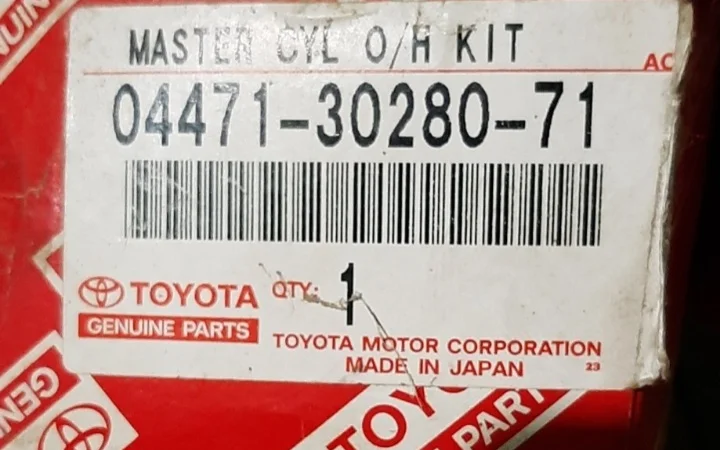 MASTER CYL O/H KIT
AC
04471-30280-71
TOYOTA
QTY: 1
GENUINE PARTS
TOYOTA MOTOR CORPORATION
MADE IN JAPAN 23